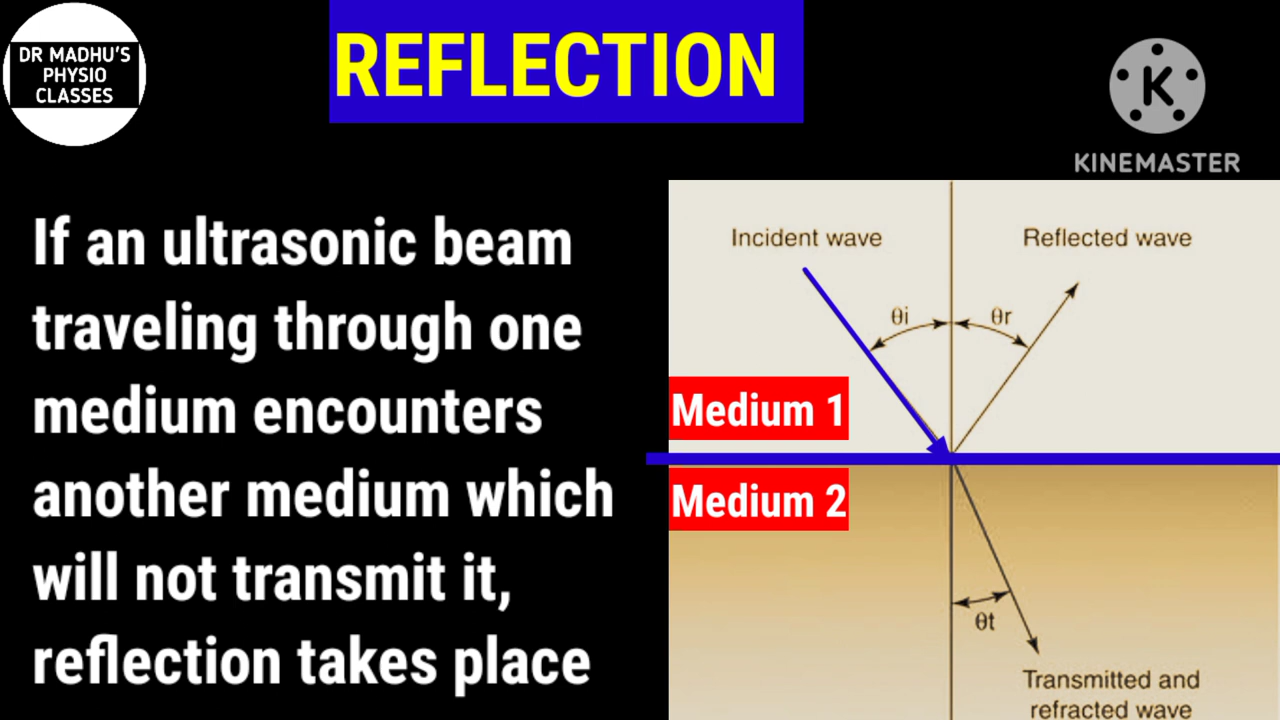 DR MADHU'S
PHYSIO
CLASSES
REFLECTION
K
KINEMASTER
If an ultrasonic beam
traveling through one
medium encounters
another medium which
will not transmit it,
reflection takes place
Incident wave
Reflected wave
θi
θr
Medium 1
Medium 2
θt
Transmitted and
refracted wave